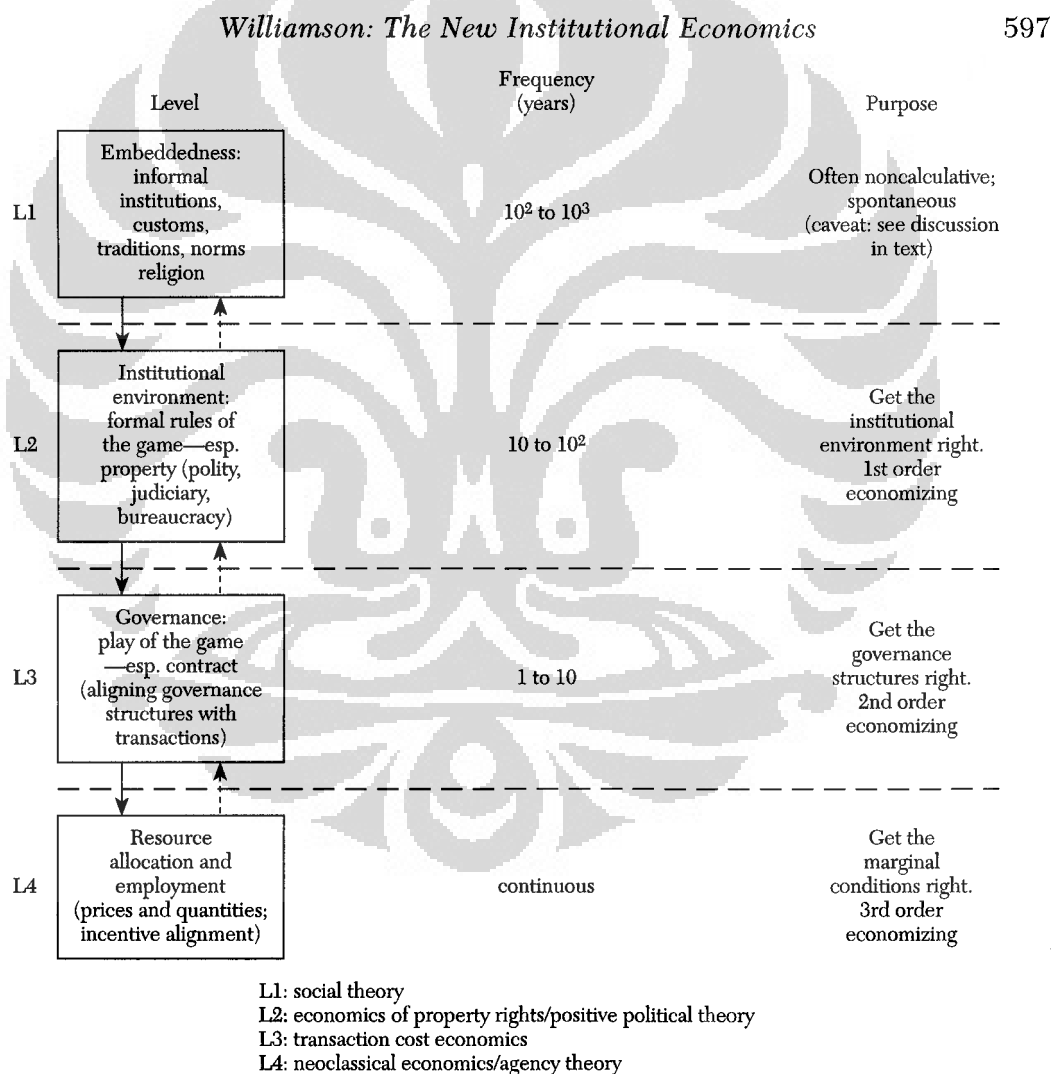 Williamson: The New Institutional Economics 597
Level
Frequency
(years)
Purpose
L1
Embeddedness:
informal
institutions,
customs,
traditions, norms
religion
10² to 10³
Often noncalculative;
spontaneous
(caveat: see discussion
in text)
L2
Institutional
environment:
formal rules of
the game—esp.
property (polity,
judiciary,
bureaucracy)
10 to 10²
Get the
institutional
environment right.
1st order
economizing
L3
Governance:
play of the game
—esp. contract
(aligning governance
structures with
transactions)
1 to 10
Get the
governance
structures right.
2nd order
economizing
L4
Resource
allocation and
employment
(prices and quantities;
incentive alignment)
continuous
Get the
marginal
conditions right.
3rd order
economizing
L1: social theory
L2: economics of property rights/positive political theory
L3: transaction cost economics
L4: neoclassical economics/agency theory